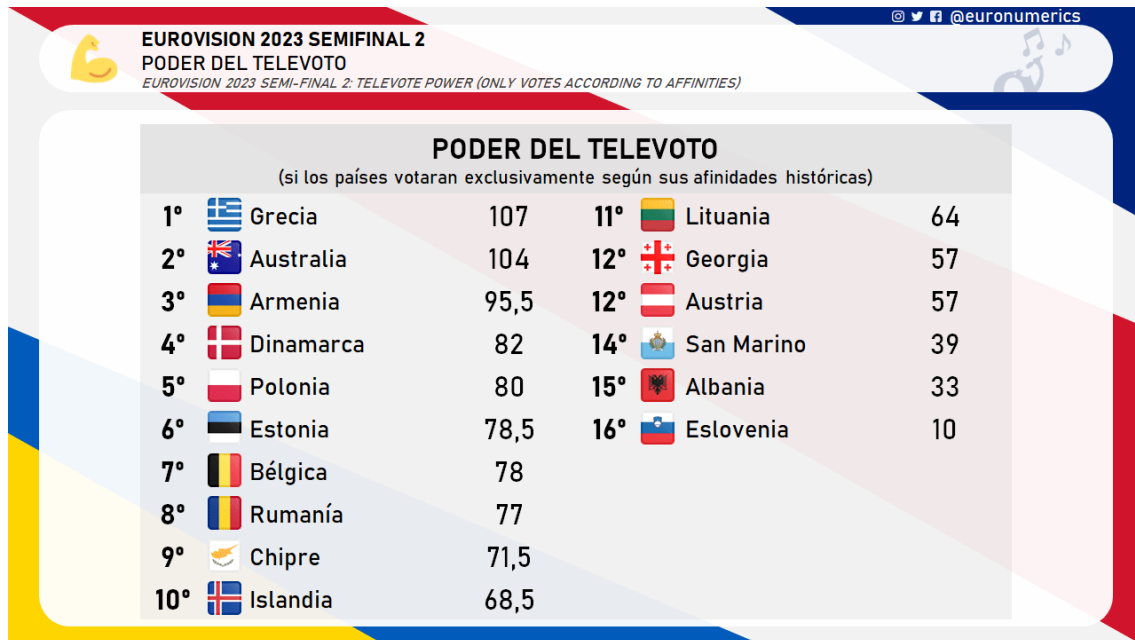 @euronumerics
EUROVISION 2023 SEMIFINAL 2
PODER DEL TELEVOTO
EUROVISION 2023 SEMI-FINAL 2: TELEVOTE POWER (ONLY VOTES ACCORDING TO AFFINITIES)
PODER DEL TELEVOTO
(si los países votaran exclusivamente según sus afinidades históricas)
1º Grecia 107
2º Australia 104
3º Armenia 95,5
4º Dinamarca 82
5º Polonia 80
6º Estonia 78,5
7º Bélgica 78
8º Rumanía 77
9º Chipre 71,5
10º Islandia 68,5
11º Lituania 64
12º Georgia 57
12º Austria 57
14º San Marino 39
15º Albania 33
16º Eslovenia 10